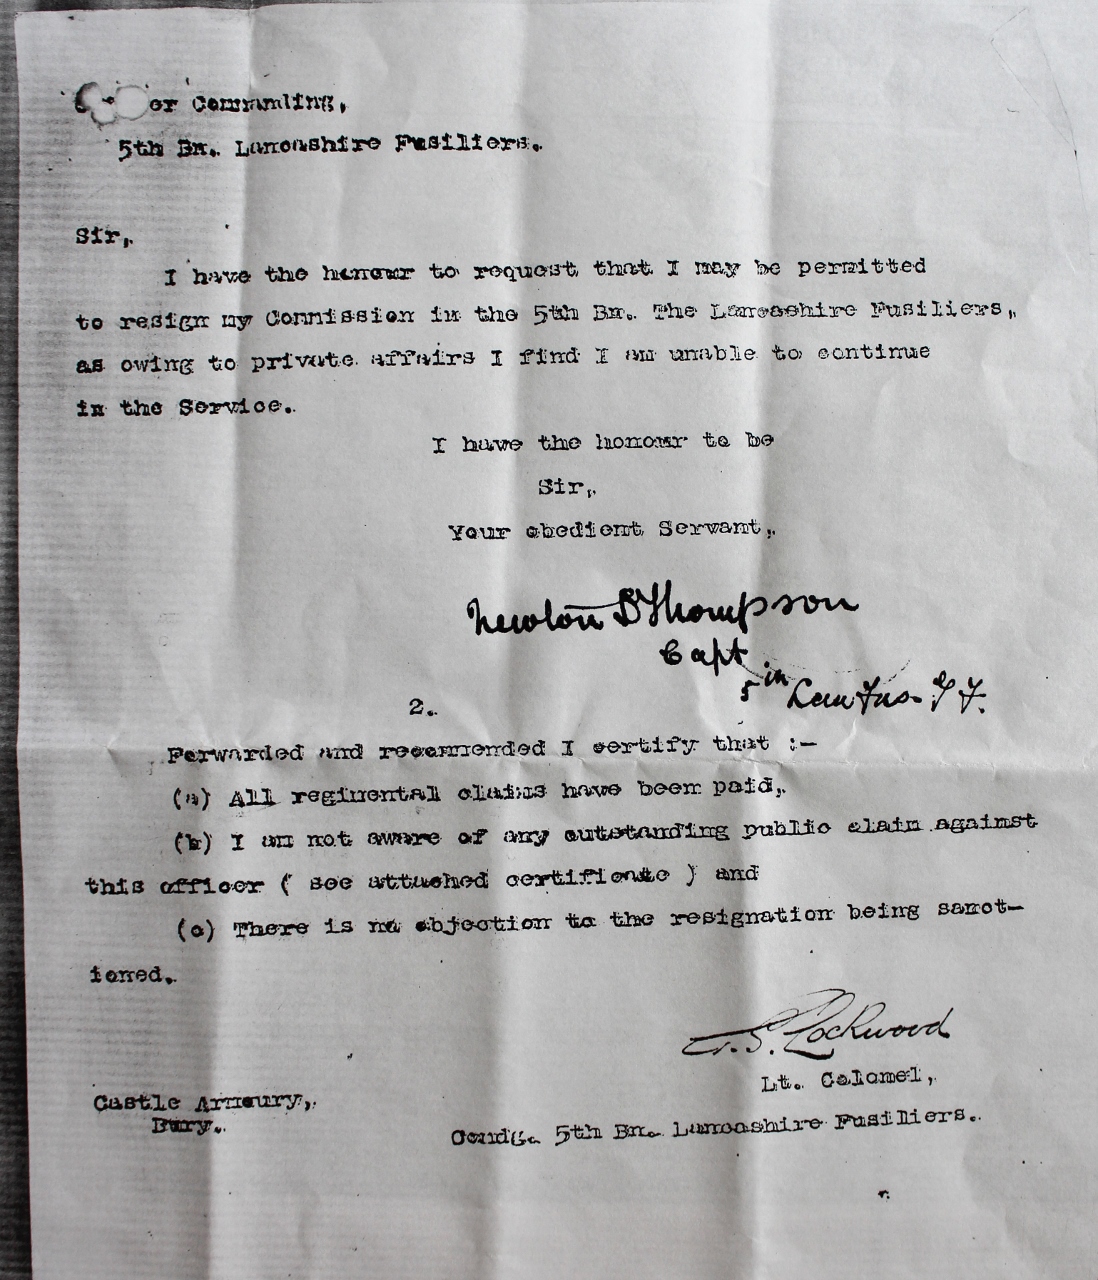 er Commanding,
5th Bn. Lancashire Fusiliers.
Sir,
I have the honour to request that I may be permitted
to resign my Commission in the 5th Bn. The Lancashire Fusiliers,
as owing to private affairs I find I am unable to continue
in the Service.
I have the honour to be
Sir,
Your obedient Servant,
Newton B Thompson
Capt
5th Lan Fus. T F.
2.
Forwarded and recommended I certify that :-
(a) All regimental claims have been paid,
(b) I am not aware of any outstanding public claim against
this officer ( see attached certificate ) and
(c) There is no objection to the resignation being sanct-
ioned.
Lockwood
Lt. Colonel,
Castle Armoury,
Bury.
Comdg. 5th Bn. Lancashire Fusiliers.